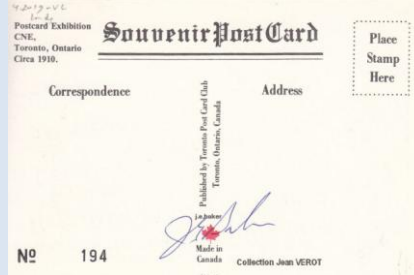 Postcard Exhibition
CNE,
Toronto, Ontario
Circa 1910.
Souvenir Post Card
Place
Stamp
Here
Correspondence
Address
Published by Toronto Post Card Club
Toronto, Ontario, Canada
j.e.baker
Made in
Canada
Nº 194
Collection Jean VEROT